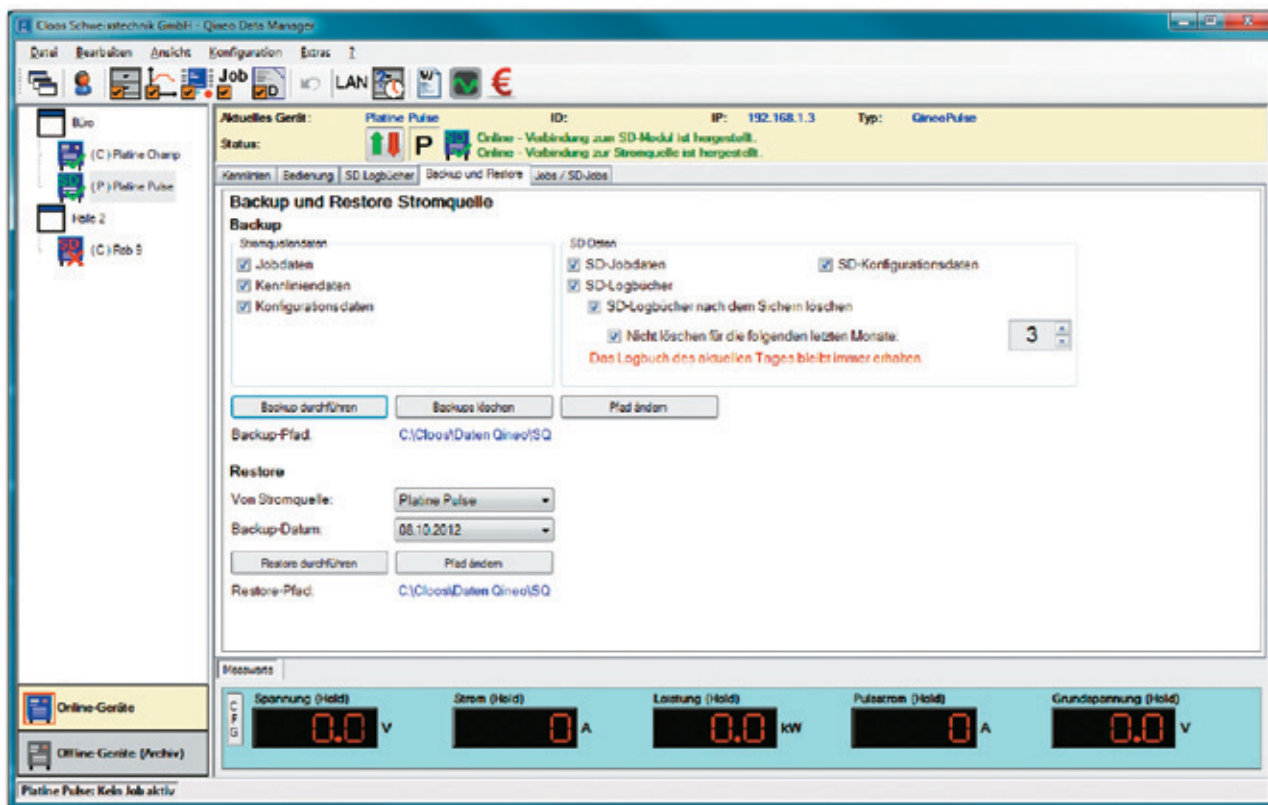 Cloos Schweisstechnik GmbH - Qineo Data Manager
Datei Bearbeiten Ansicht Konfiguration Extras ?
Job D LAN W €
Büro
(C) Platine Champ
SD (P) Platine Pulse
Halle 2
SD (C) Rob 9
Aktuelles Gerät: Platine Pulse ID: IP: 192.168.1.3 Typ: QineoPulse
Status: P SD Online - Verbindung zum SD-Modul ist hergestellt.
Online - Verbindung zur Stromquelle ist hergestellt.
Kennlinien Bedienung SD Logbücher Backup und Restore Jobs / SD-Jobs
Backup und Restore Stromquelle
Backup
Stromquellendaten
Jobdaten
Kennliniendaten
Konfigurationsdaten
SD Daten
SD-Jobdaten SD-Konfigurationsdaten
SD-Logbücher
SD-Logbücher nach dem Sichern löschen
Nicht löschen für die folgenden letzten Monate: 3
Das Logbuch des aktuellen Tages bleibt immer erhalten
Backup durchführen Backups löschen Pfad ändern
Backup-Pfad: C:\Cloos\Daten Qineo\SQ
Restore
Von Stromquelle: Platine Pulse
Backup-Datum: 08.10.2012
Restore durchführen Pfad ändern
Restore-Pfad: C:\Cloos\Daten Qineo\SQ
Messwerte
CFG
Spannung (Hold) Strom (Hold) Leistung (Hold) Pulsstrom (Hold) Grundspannung (Hold)
0.0 V 0 A 0.0 kW 0 A 0.0 V
Online-Geräte
Offline-Geräte (Archiv)
Platine Pulse: Kein Job aktiv